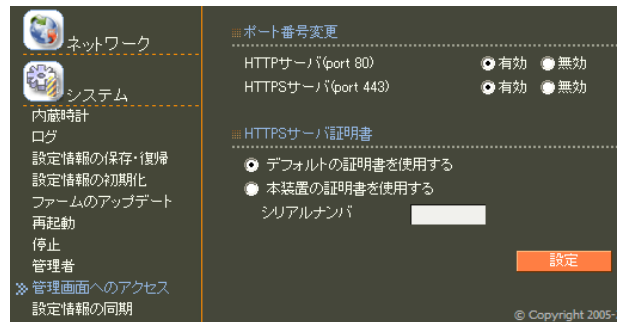 ネットワーク
システム
内蔵時計
ログ
設定情報の保存・復帰
設定情報の初期化
ファームのアップデート
再起動
停止
管理者
管理画面へのアクセス
設定情報の同期
ポート番号変更
HTTPサーバ(port 80) 有効 無効
HTTPSサーバ(port 443) 有効 無効
HTTPSサーバ証明書
デフォルトの証明書を使用する
本装置の証明書を使用する
シリアルナンバ
設定
© Copyright 2005-